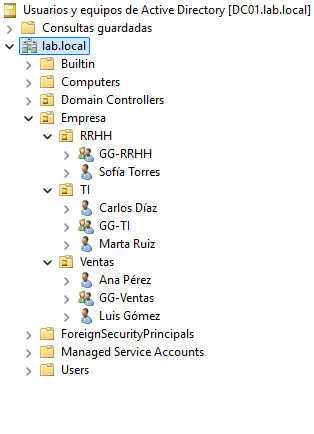 Usuarios y equipos de Active Directory [DC01.lab.local]
Consultas guardadas
lab.local
Builtin
Computers
Domain Controllers
Empresa
RRHH
GG-RRHH
Sofía Torres
TI
Carlos Díaz
GG-TI
Marta Ruiz
Ventas
Ana Pérez
GG-Ventas
Luis Gómez
ForeignSecurityPrincipals
Managed Service Accounts
Users